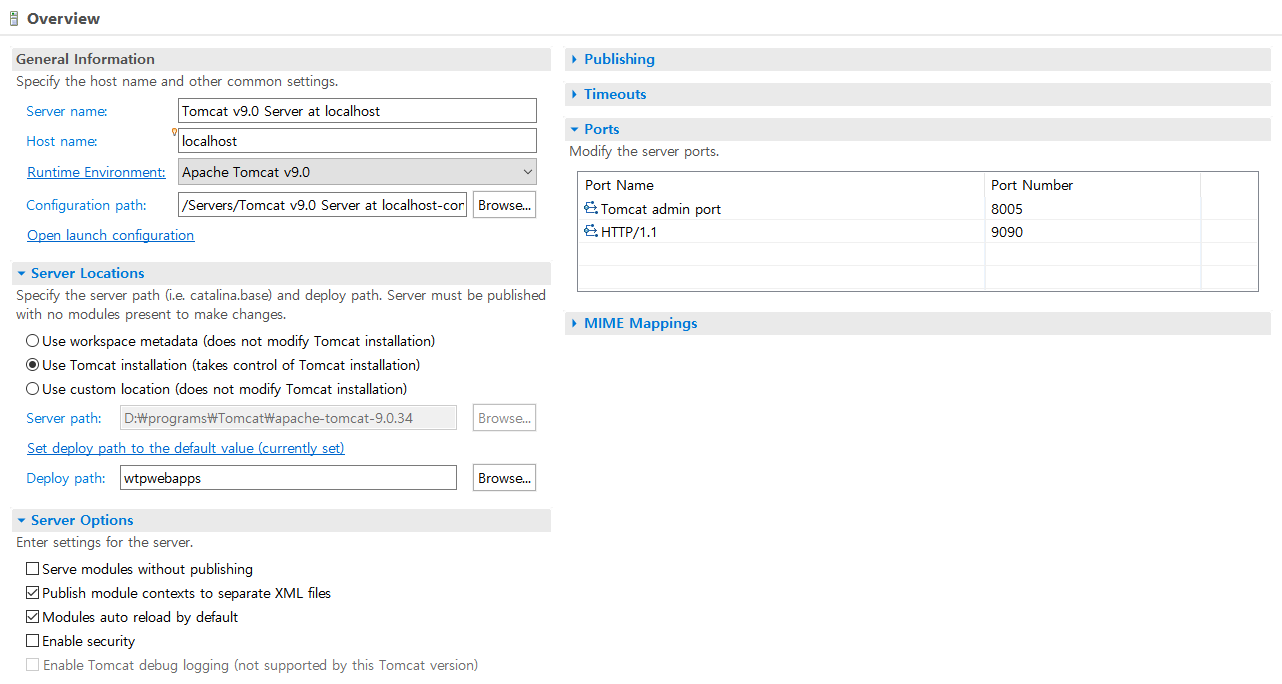 Overview
General Information
Specify the host name and other common settings.
Server name: Tomcat v9.0 Server at localhost
Host name: localhost
Runtime Environment: Apache Tomcat v9.0
Configuration path: /Servers/Tomcat v9.0 Server at localhost-cor Browse...
Open launch configuration
Server Locations
Specify the server path (i.e. catalina.base) and deploy path. Server must be published
with no modules present to make changes.
Use workspace metadata (does not modify Tomcat installation)
Use Tomcat installation (takes control of Tomcat installation)
Use custom location (does not modify Tomcat installation)
Server path: D:₩programs₩Tomcat₩apache-tomcat-9.0.34 Browse...
Set deploy path to the default value (currently set)
Deploy path: wtpwebapps Browse...
Server Options
Enter settings for the server.
Serve modules without publishing
Publish module contexts to separate XML files
Modules auto reload by default
Enable security
Enable Tomcat debug logging (not supported by this Tomcat version)
Publishing
Timeouts
Ports
Modify the server ports.
Port Name Port Number
Tomcat admin port 8005
HTTP/1.1 9090
MIME Mappings